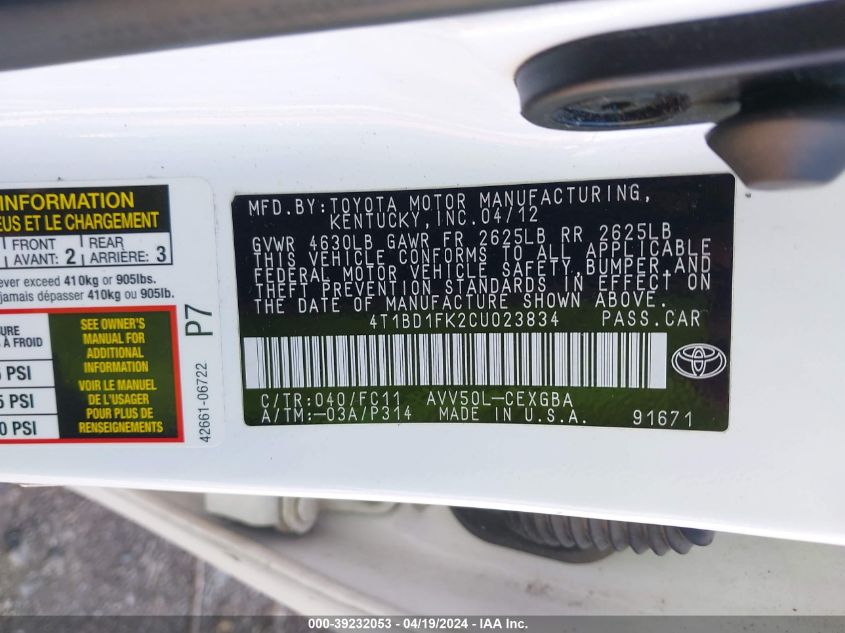 INFORMATION
EUS ET LE CHARGEMENT
FRONT
AVANT: 2
REAR
ARRIÈRE: 3
ever exceed 410kg or 905lbs.
jamais dépasser 410kg ou 905lb.
À FROID
PSI
PSI
PSI
SEE OWNER'S
MANUAL FOR
ADDITIONAL
INFORMATION
VOIR LE MANUEL
DE L'USAGER
POUR PLUS DE
RENSEIGNEMENTS
P7
42661-06722
MFD.BY:TOYOTA MOTOR MANUFACTURING,
KENTUCKY,INC.04/12
GVWR 4630LB GAWR FR 2625LB RR 2625LB
THIS VEHICLE CONFORMS TO ALL APPLICABLE
FEDERAL MOTOR VEHICLE SAFETY,BUMPER,AND
THEFT PREVENTION STANDARDS IN EFFECT ON
THE DATE OF MANUFACTURE SHOWN ABOVE.
4T1BD1FK2CU023834 PASS.CAR
C/TR:040/FC11 AVV50L-CEXGBA
A/TM:-03A/P314 MADE IN U.S.A. 91671
000 - 39232053 - 04/19/2024 - IAA Inc.